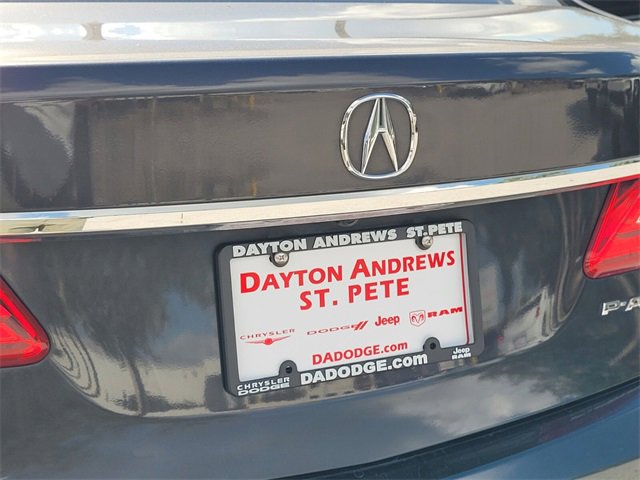 DAYTON ANDREWS ST. PETE
DAYTON ANDREWS
ST. PETE
CHRYSLER DODGE Jeep RAM
DADODGE.com
CHRYSLER DODGE DADODGE.COM Jeep RAM
P-A